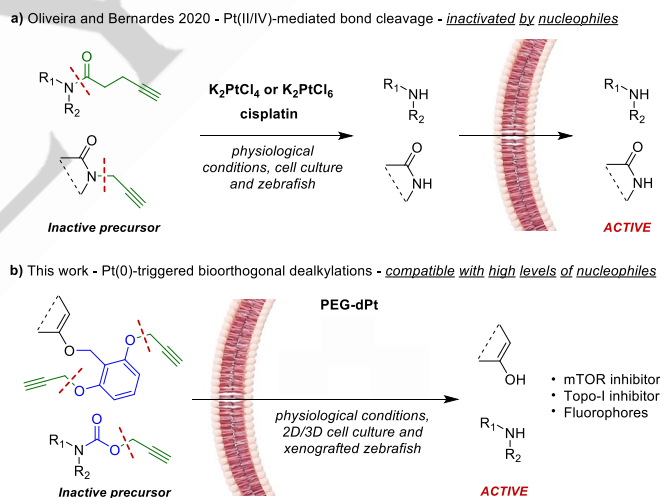 a) Oliveira and Bernardes 2020 - Pt(II/IV)-mediated bond cleavage - inactivated by nucleophiles
O
R₁ N
R₂
K₂PtCl₄ or K₂PtCl₆
cisplatin
R₁ NH
R₂
R₁ NH
R₂
O
N
physiological
conditions, cell culture
and zebrafish
O
NH
O
NH
Inactive precursor
ACTIVE
b) This work - Pt(0)-triggered bioorthogonal dealkylations - compatible with high levels of nucleophiles
PEG-dPt
O
O
O
OH
• mTOR inhibitor
• Topo-I inhibitor
• Fluorophores
physiological conditions,
2D/3D cell culture and
xenografted zebrafish
O
R₁ N O
R₂
R₁ NH
R₂
Inactive precursor
ACTIVE